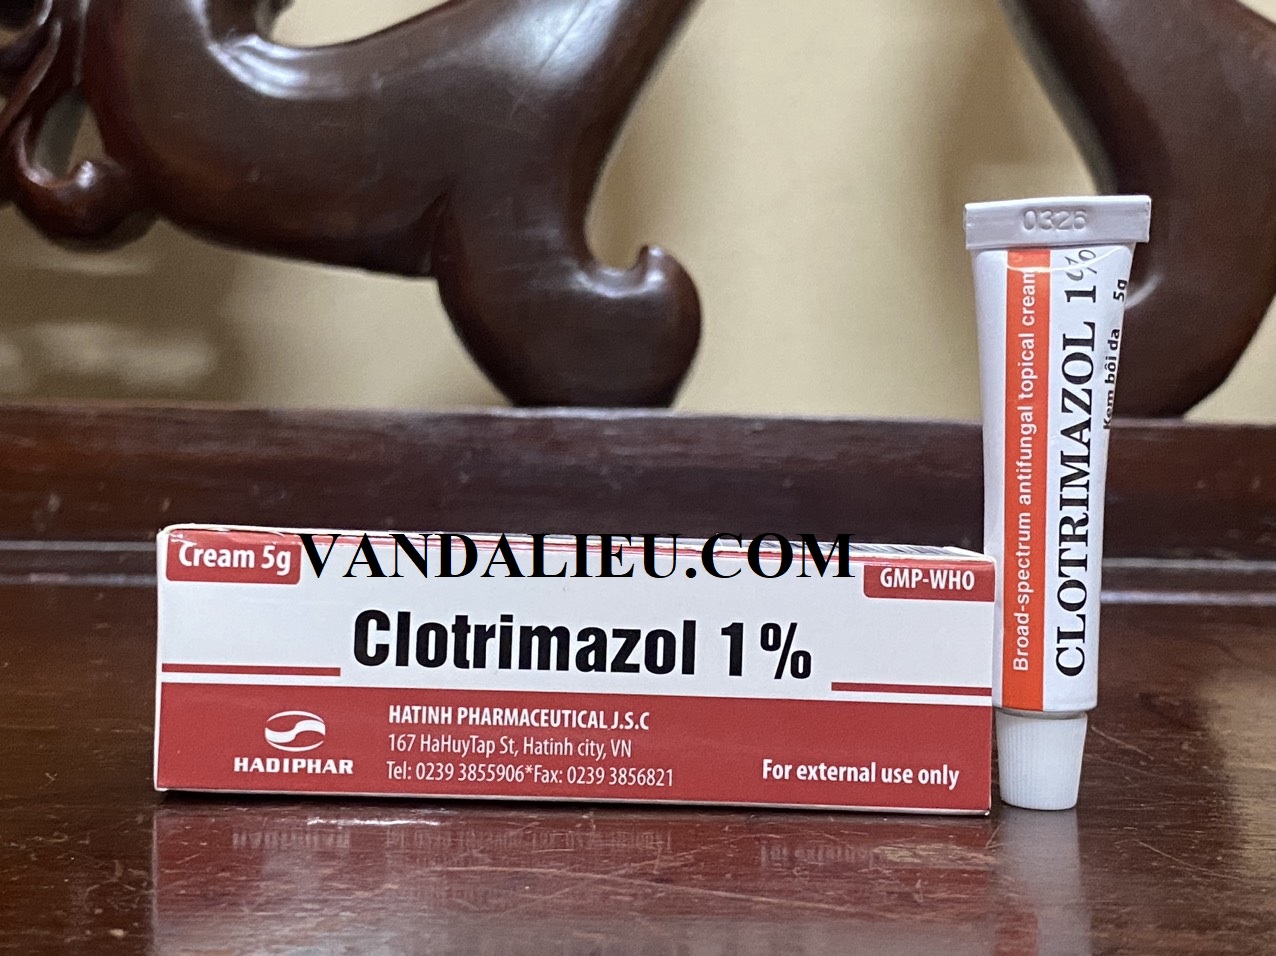 Cream 5g
VANDALIEU.COM
GMP-WHO
Clotrimazol 1%
HADIPHAR
HATINH PHARMACEUTICAL J.S.C
167 HaHuyTap St, Hatinh city, VN
Tel: 0239 3855906*Fax: 0239 3856821
For external use only
0325
Broad-spectrum antifungal topical cream
CLOTRIMAZOL 1%
Kem bôi da 5g